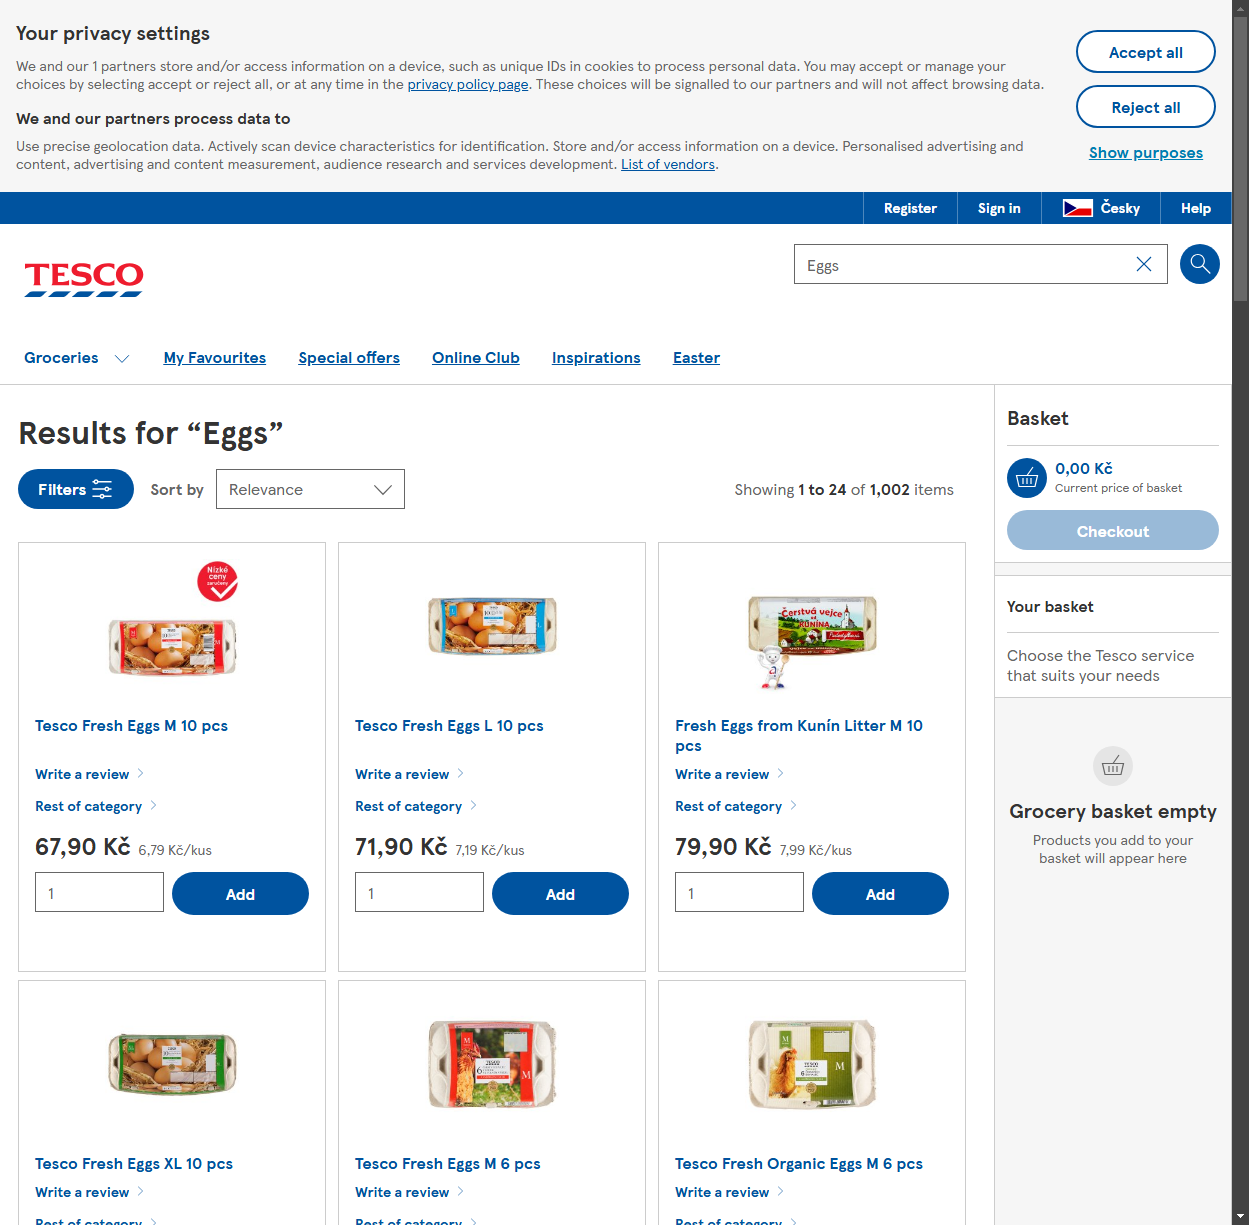 Your privacy settings
We and our 1 partners store and/or access information on a device, such as unique IDs in cookies to process personal data. You may accept or manage your
choices by selecting accept or reject all, or at any time in the privacy policy page. These choices will be signalled to our partners and will not affect browsing data.
We and our partners process data to
Use precise geolocation data. Actively scan device characteristics for identification. Store and/or access information on a device. Personalised advertising and
content, advertising and content measurement, audience research and services development. List of vendors.
Accept all
Reject all
Show purposes
Register
Sign in
Česky
Help
TESCO
Eggs
Groceries
My Favourites
Special offers
Online Club
Inspirations
Easter
Results for “Eggs”
Filters
Sort by
Relevance
Showing 1 to 24 of 1,002 items
Nízké
ceny
zaručeny
Tesco Fresh Eggs M 10 pcs
Write a review
Rest of category
67,90 Kč 6,79 Kč/kus
1
Add
Tesco Fresh Eggs L 10 pcs
Write a review
Rest of category
71,90 Kč 7,19 Kč/kus
1
Add
Čerstvá vejce
KUNÍNA
Fresh Eggs from Kunín Litter M 10
pcs
Write a review
Rest of category
79,90 Kč 7,99 Kč/kus
1
Add
Tesco Fresh Eggs XL 10 pcs
Write a review
Rest of category
M
TESCO
6
M
Tesco Fresh Eggs M 6 pcs
Write a review
Rest of category
M
TESCO
6
M
Tesco Fresh Organic Eggs M 6 pcs
Write a review
Rest of category
Basket
0,00 Kč
Current price of basket
Checkout
Your basket
Choose the Tesco service
that suits your needs
Grocery basket empty
Products you add to your
basket will appear here